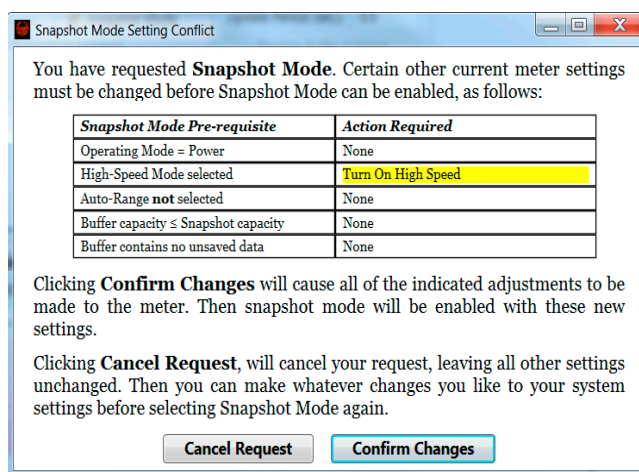 Snapshot Mode Setting Conflict
You have requested Snapshot Mode. Certain other current meter settings
must be changed before Snapshot Mode can be enabled, as follows:
Snapshot Mode Pre-requisite Action Required
Operating Mode = Power None
High-Speed Mode selected Turn On High Speed
Auto-Range not selected None
Buffer capacity ≤ Snapshot capacity None
Buffer contains no unsaved data None
Clicking Confirm Changes will cause all of the indicated adjustments to be
made to the meter. Then snapshot mode will be enabled with these new
settings.
Clicking Cancel Request, will cancel your request, leaving all other settings
unchanged. Then you can make whatever changes you like to your system
settings before selecting Snapshot Mode again.
Cancel Request Confirm Changes